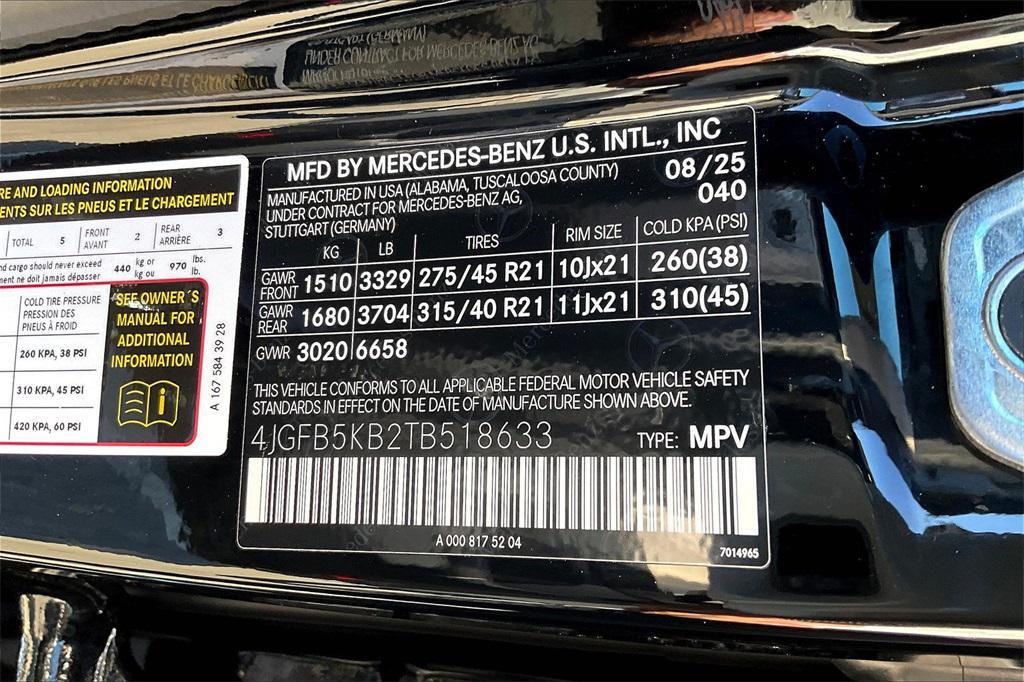 RE AND LOADING INFORMATION
ENTS SUR LES PNEUS ET LE CHARGEMENT
TOTAL 5 FRONT AVANT 2 REAR ARRIÈRE 3
nd cargo should never exceed 440 kg or 970 lbs.
ment ne doit jamais dépasser kg ou lb.
COLD TIRE PRESSURE
PRESSION DES
PNEUS À FROID
260 KPA, 38 PSI
310 KPA, 45 PSI
420 KPA, 60 PSI
SEE OWNER´S
MANUAL FOR
ADDITIONAL
INFORMATION
A 167 584 39 28
MFD BY MERCEDES-BENZ U.S. INTL., INC
MANUFACTURED IN USA (ALABAMA, TUSCALOOSA COUNTY) 08/25
UNDER CONTRACT FOR MERCEDES-BENZ AG, 040
STUTTGART (GERMANY)
KG LB TIRES RIM SIZE COLD KPA (PSI)
GAWR FRONT 1510 3329 275/45 R21 10Jx21 260(38)
GAWR REAR 1680 3704 315/40 R21 11Jx21 310(45)
GVWR 3020 6658
THIS VEHICLE CONFORMS TO ALL APPLICABLE FEDERAL MOTOR VEHICLE SAFETY
STANDARDS IN EFFECT ON THE DATE OF MANUFACTURE SHOWN ABOVE.
4JGFB5KB2TB518633 TYPE: MPV
A 000 817 52 04
7014965